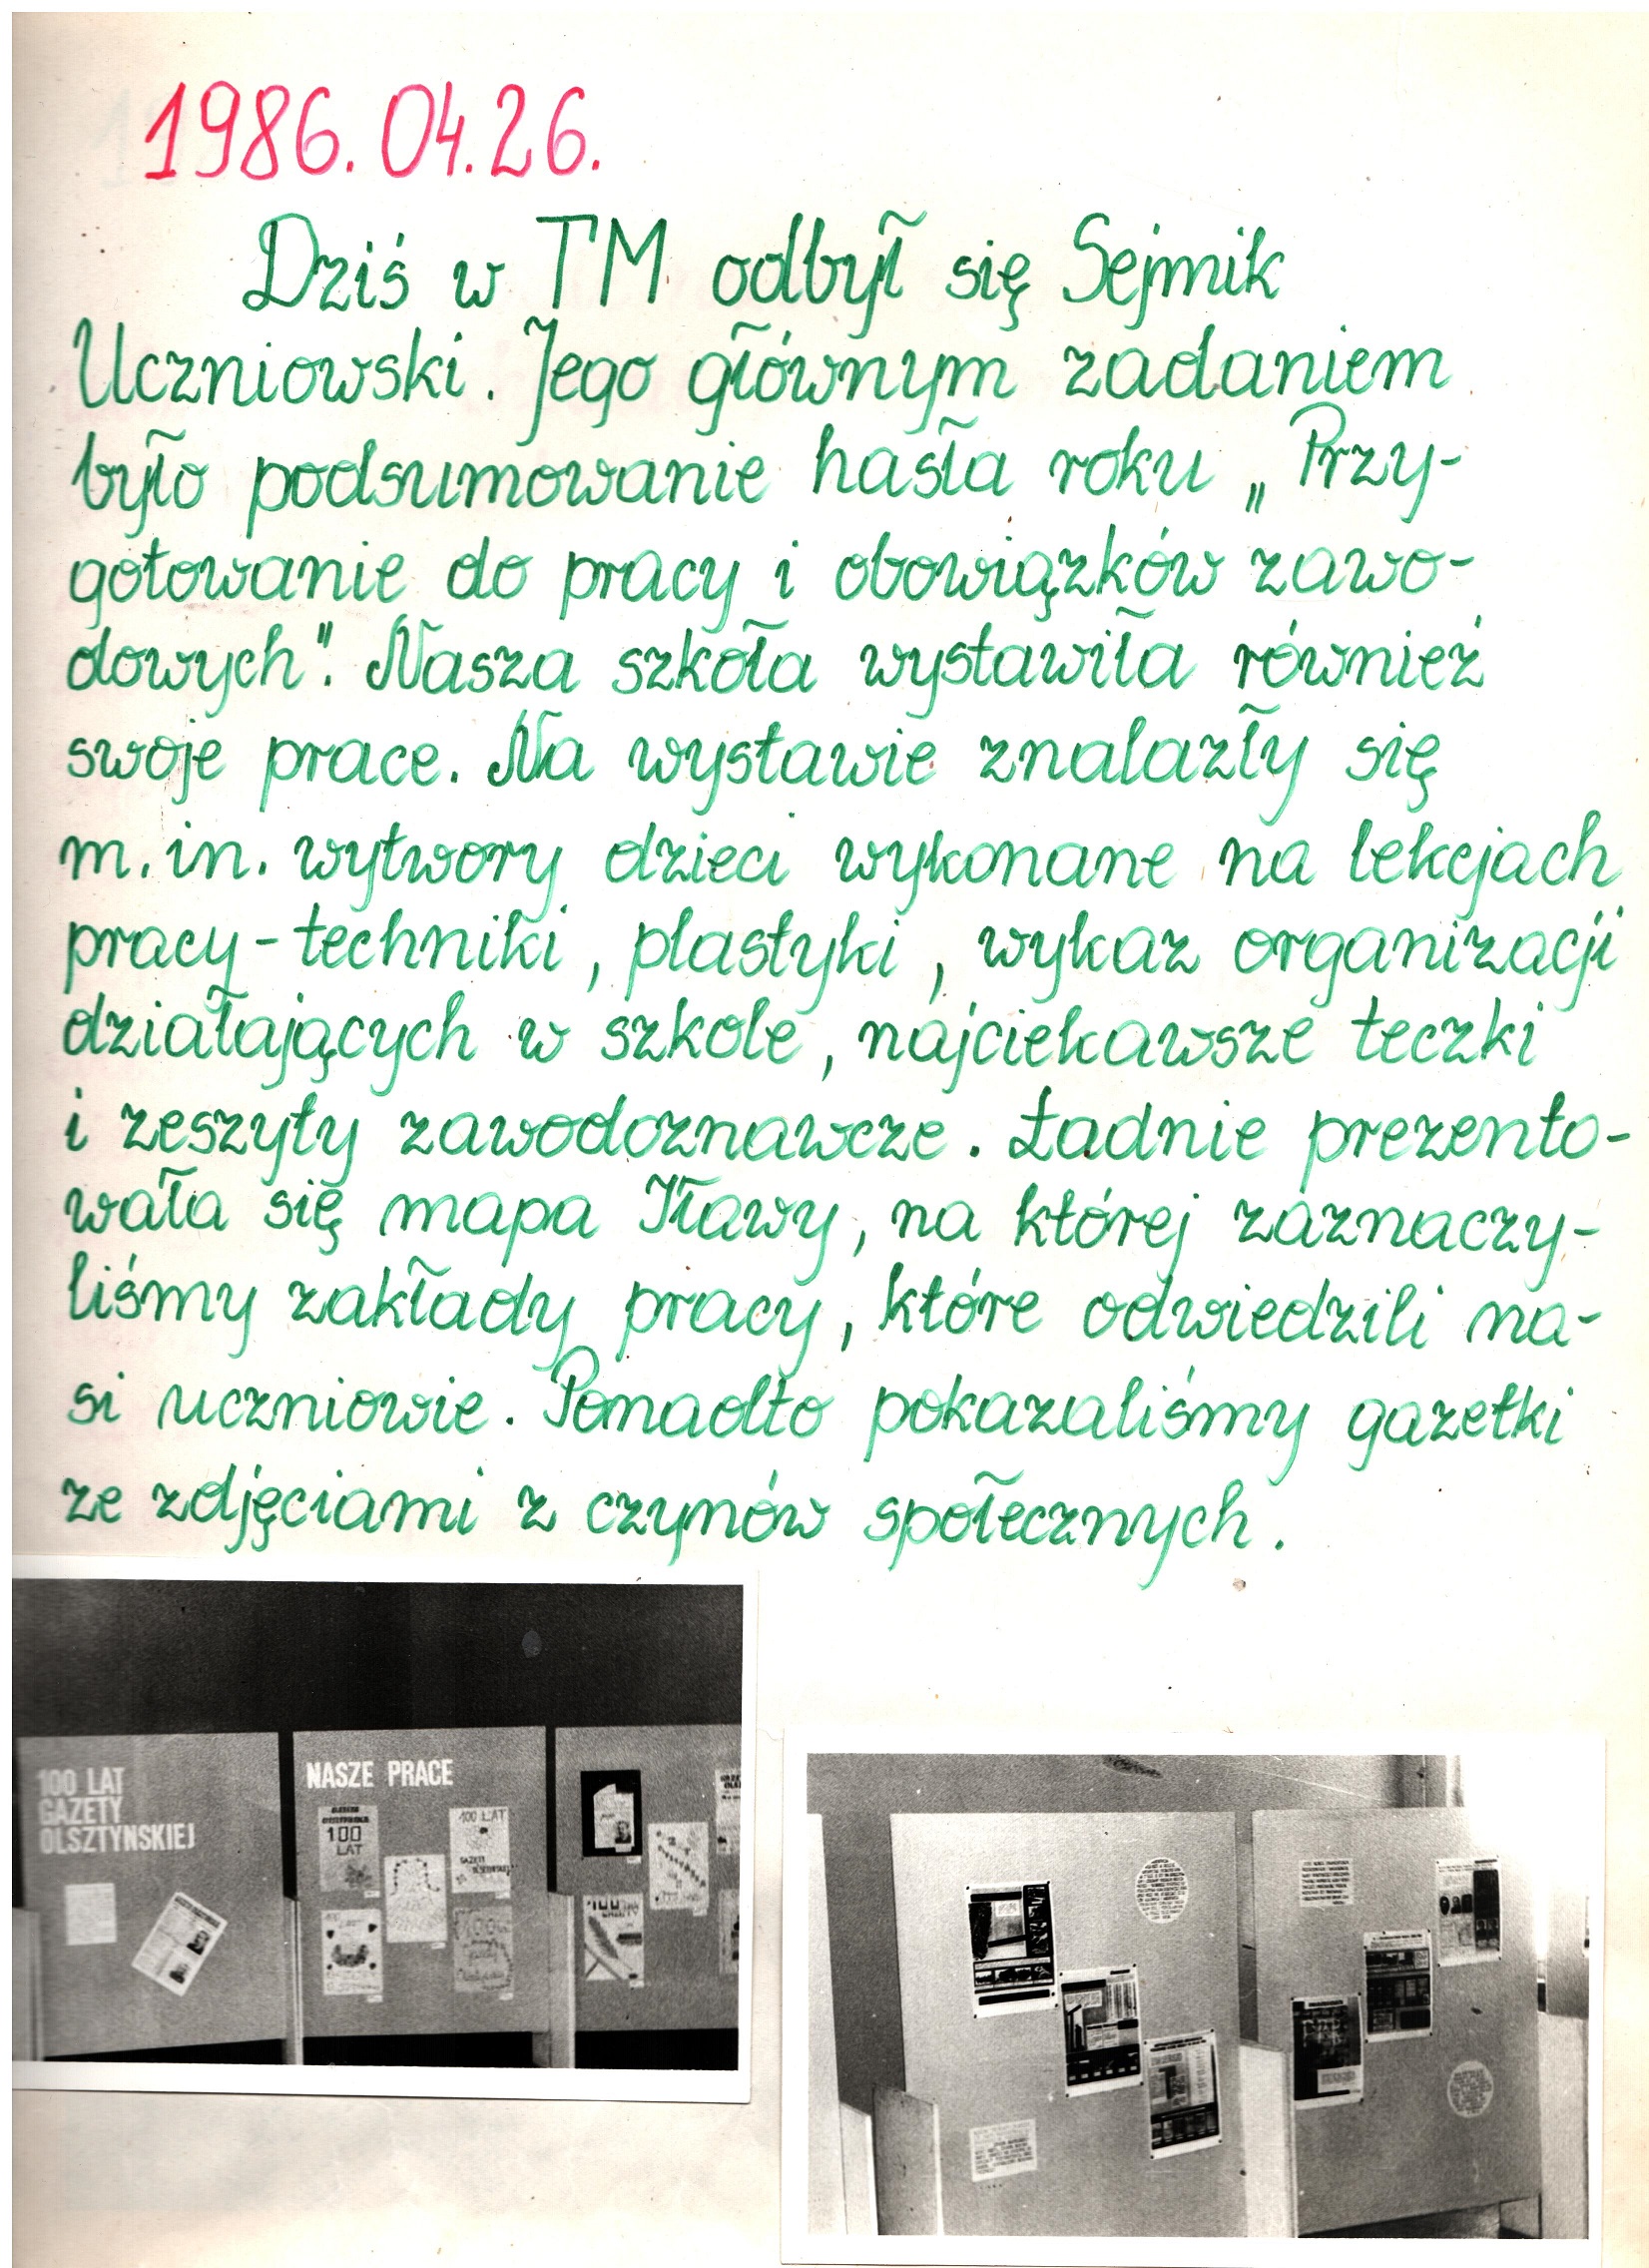 1986.04.26.
Dziś w TM odbył się Sejmik
Uczniowski. Jego głównym zadaniem
było podsumowanie hasła roku „Przy-
gotowanie do pracy i obowiązków zawo-
dowych". Nasza szkoła wystawiła również
swoje prace. Na wystawie znalazły się
m.in. wytwory dzieci wykonane na lekcjach
pracy-techniki, plastyki, wykaz organizacji
działających w szkole, najciekawsze teczki
i zeszyty zawodoznawcze. Ładnie prezento-
wała się mapa Iławy, na której zaznaczy-
liśmy zakłady pracy, które odwiedzili na-
si uczniowie. Ponadto pokazaliśmy gazetki
ze zdjęciami z czynów społecznych.
100 LAT
GAZETY
OLSZTYNSKIEJ
NASZE PRACE
100
LAT
100 LAT
GAZETY
100